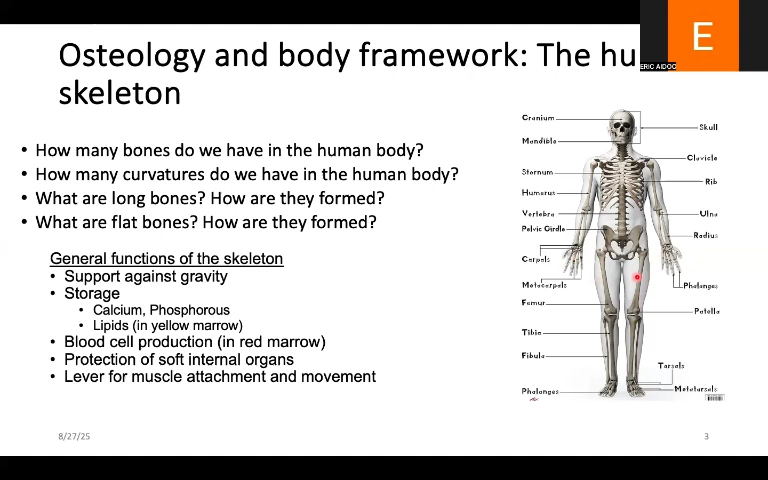 E
ERIC AIDOO
Osteology and body framework: The hu
skeleton
• How many bones do we have in the human body?
• How many curvatures do we have in the human body?
• What are long bones? How are they formed?
• What are flat bones? How are they formed?
General functions of the skeleton
• Support against gravity
• Storage
• Calcium, Phosphorous
• Lipids (in yellow marrow)
• Blood cell production (in red marrow)
• Protection of soft internal organs
• Lever for muscle attachment and movement
Cranium
Mandible
Sternum
Humerus
Vertebra
Pelvic Girdle
Carpals
Metacarpals
Femur
Tibia
Fibula
Phalanges
Skull
Clavicle
Rib
Ulna
Radius
Phalanges
Patella
Tarsals
Metatarsals
8/27/25
3